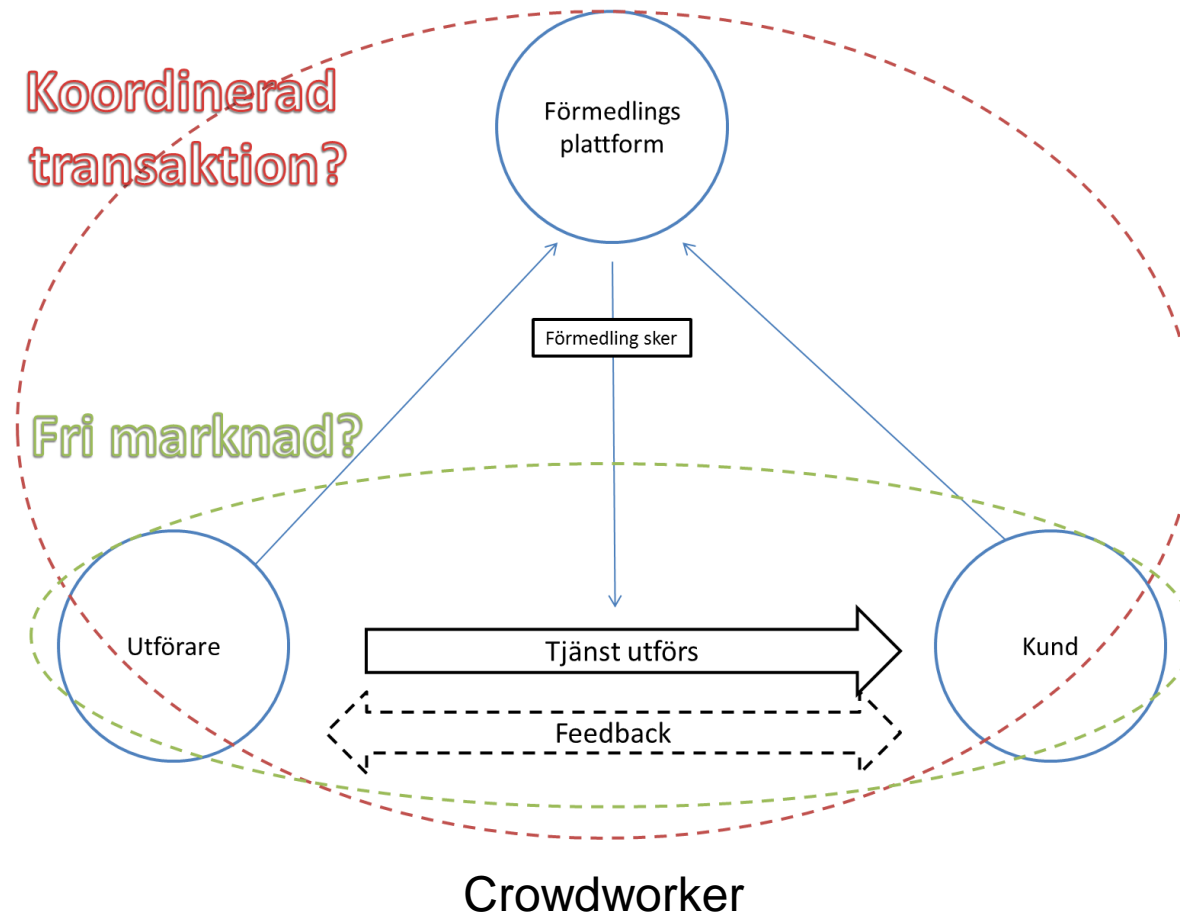 Koordinerad
transaktion?
Förmedlings
plattform
Förmedling sker
Fri marknad?
Utförare
Tjänst utförs
Kund
Feedback
Crowdworker